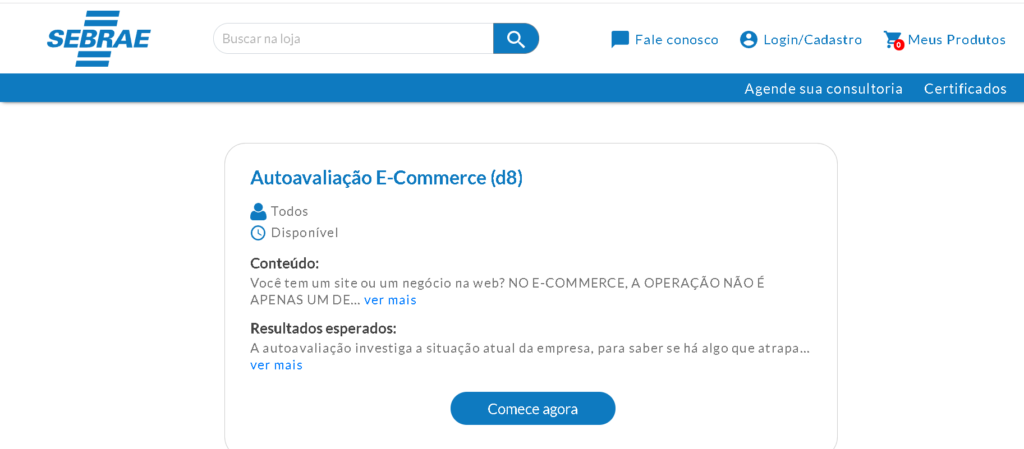 SEBRAE
Buscar na loja
Fale conosco
Login/Cadastro
0
Meus Produtos
Agende sua consultoria
Certificados
Autoavaliação E-Commerce (d8)
Todos
Disponível
Conteúdo:
Você tem um site ou um negócio na web? NO E-COMMERCE, A OPERAÇÃO NÃO É
APENAS UM DE... ver mais
Resultados esperados:
A autoavaliação investiga a situação atual da empresa, para saber se há algo que atrapa...
ver mais
Comece agora